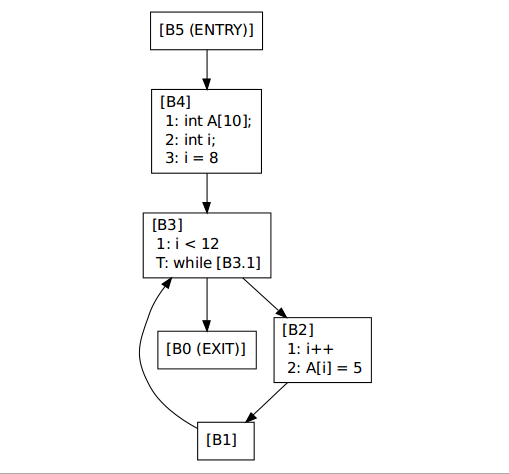 [B5 (ENTRY)]
[B4]
1: int A[10];
2: int i;
3: i = 8
[B3]
1: i < 12
T: while [B3.1]
[B0 (EXIT)]
[B2]
1: i++
2: A[i] = 5
[B1]